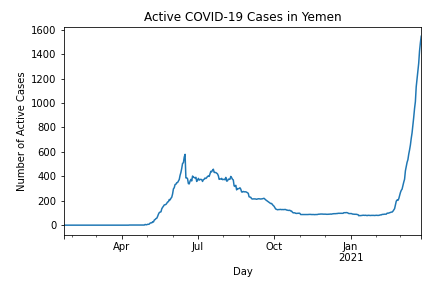 Active COVID-19 Cases in Yemen
Number of Active Cases
1600
1400
1200
1000
800
600
400
200
0
Apr
Jul
Oct
Jan
2021
Day